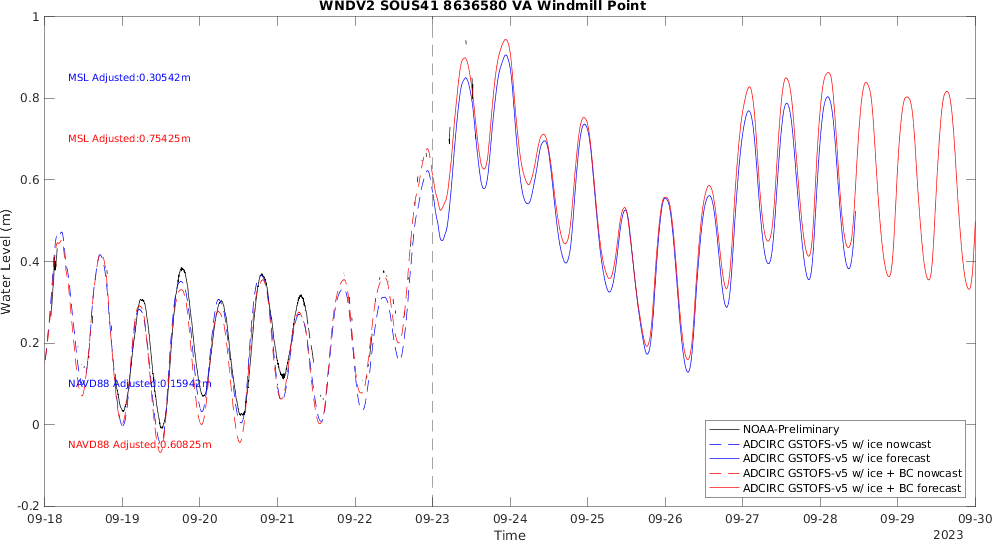 WNDV2 SOUS41 8636580 VA Windmill Point
1
0.8
0.6
0.4
0.2
0
-0.2
Water Level (m)
MSL Adjusted:0.30542m
MSL Adjusted:0.75425m
NAVD88 Adjusted:0.15942m
NAVD88 Adjusted:0.60825m
NOAA-Preliminary
ADCIRC GSTOFS-v5 w/ ice nowcast
ADCIRC GSTOFS-v5 w/ ice forecast
ADCIRC GSTOFS-v5 w/ ice + BC nowcast
ADCIRC GSTOFS-v5 w/ ice + BC forecast
09-18 09-19 09-20 09-21 09-22 09-23 09-24 09-25 09-26 09-27 09-28 09-29 09-30
Time
2023